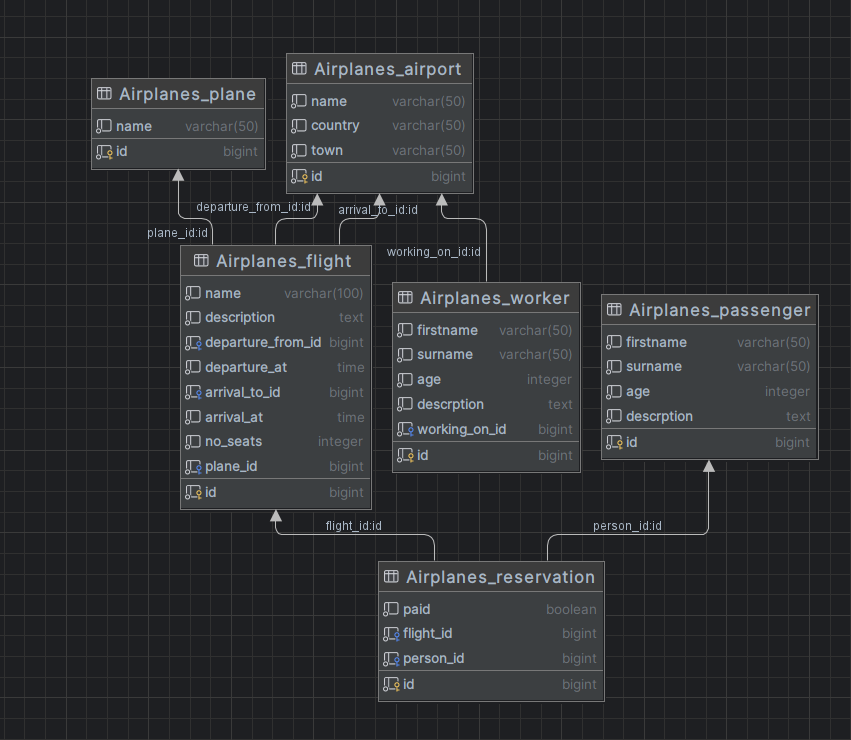 Airplanes_plane
name varchar(50)
id bigint
Airplanes_airport
name varchar(50)
country varchar(50)
town varchar(50)
id bigint
departure_from_id:id
arrival_to_id:id
plane_id:id
working_on_id:id
Airplanes_flight
name varchar(100)
description text
departure_from_id bigint
departure_at time
arrival_to_id bigint
arrival_at time
no_seats integer
plane_id bigint
id bigint
Airplanes_worker
firstname varchar(50)
surname varchar(50)
age integer
descrption text
working_on_id bigint
id bigint
Airplanes_passenger
firstname varchar(50)
surname varchar(50)
age integer
descrption text
id bigint
flight_id:id
person_id:id
Airplanes_reservation
paid boolean
flight_id bigint
person_id bigint
id bigint